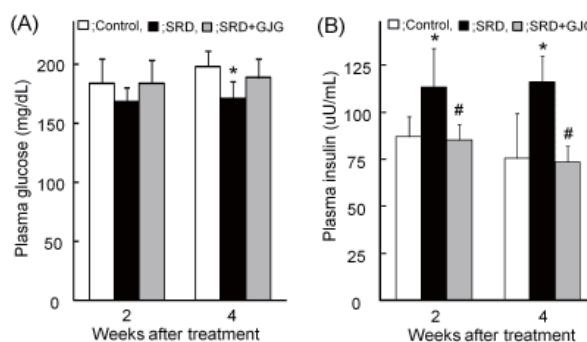 (A)
;Control, ;SRD, ;SRD+GJG
Plasma glucose (mg/dL)
200
150
100
50
0
*
2 4
Weeks after treatment
(B)
;Control, ;SRD, ;SRD+GJG
Plasma insulin (uU/mL)
125
100
75
50
25
0
* *
# #
2 4
Weeks after treatment